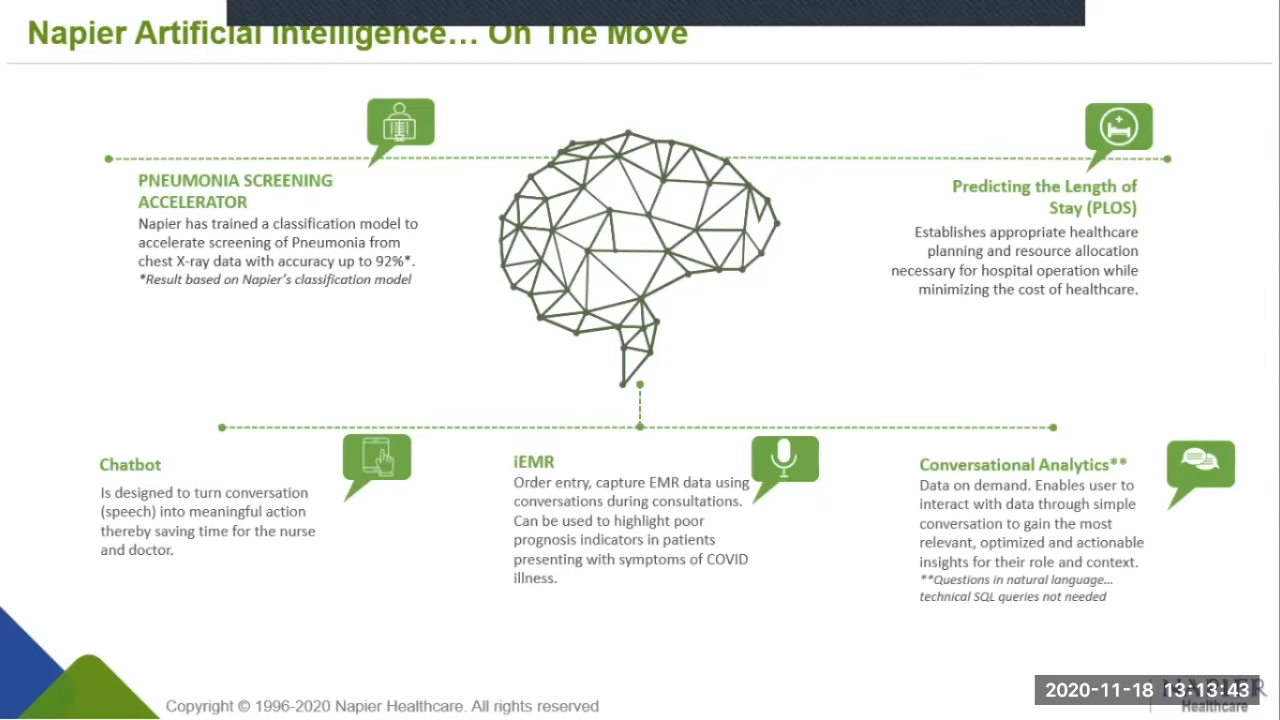 Napier Artificial Intelligence... On The Move
PNEUMONIA SCREENING
ACCELERATOR
Napier has trained a classification model to
accelerate screening of Pneumonia from
chest X-ray data with accuracy up to 92%*.
*Result based on Napier's classification model
Predicting the Length of
Stay (PLOS)
Establishes appropriate healthcare
planning and resource allocation
necessary for hospital operation while
minimizing the cost of healthcare.
Chatbot
Is designed to turn conversation
(speech) into meaningful action
thereby saving time for the nurse
and doctor.
iEMR
Order entry, capture EMR data using
conversations during consultations.
Can be used to highlight poor
prognosis indicators in patients
presenting with symptoms of COVID
illness.
Conversational Analytics**
Data on demand. Enables user to
interact with data through simple
conversation to gain the most
relevant, optimized and actionable
insights for their role and context.
**Questions in natural language...
technical SQL queries not needed
Copyright © 1996-2020 Napier Healthcare. All rights reserved
2020-11-18 13:13:43
Healthcare